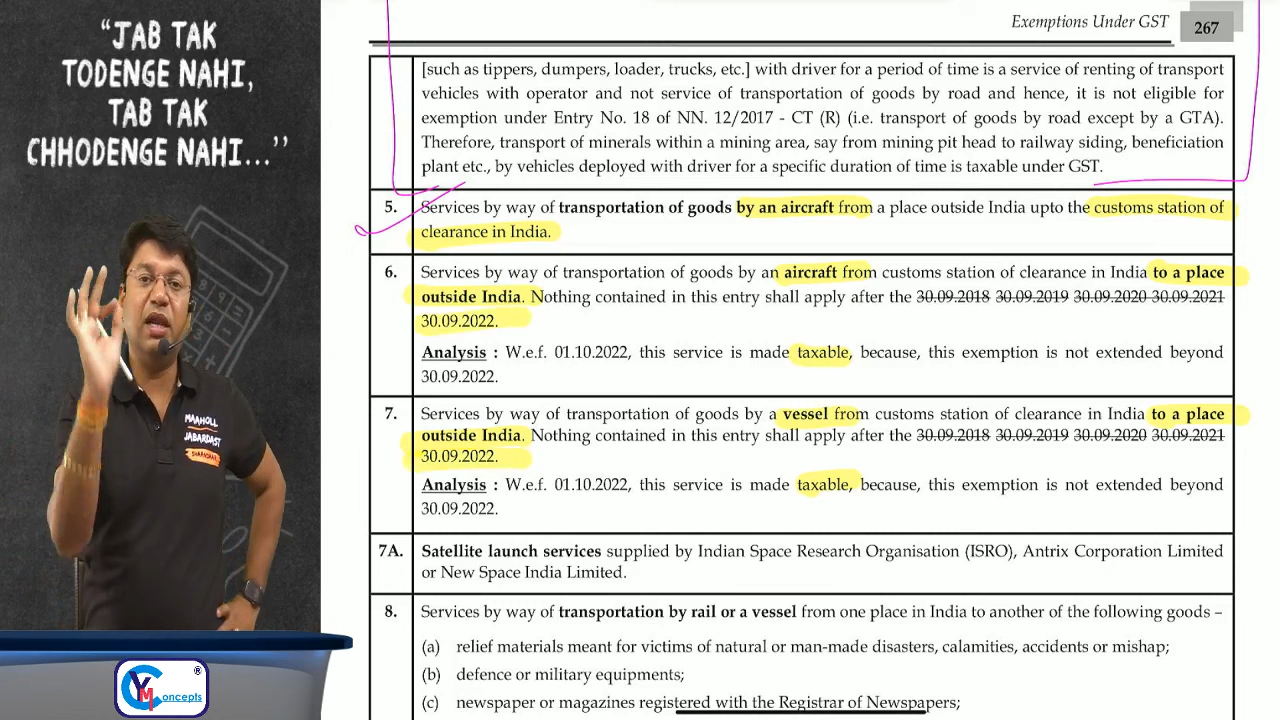 “JAB TAK
TODENGE NAHI,
TAB TAK
CHHODENGE NAHI...’’
MAAHOLL
JABARDAST
CYM Concepts ®
Exemptions Under GST 267
[such as tippers, dumpers, loader, trucks, etc.] with driver for a period of time is a service of renting of transport
vehicles with operator and not service of transportation of goods by road and hence, it is not eligible for
exemption under Entry No. 18 of NN. 12/2017 - CT (R) (i.e. transport of goods by road except by a GTA).
Therefore, transport of minerals within a mining area, say from mining pit head to railway siding, beneficiation
plant etc., by vehicles deployed with driver for a specific duration of time is taxable under GST.
5. Services by way of transportation of goods by an aircraft from a place outside India upto the customs station of
clearance in India.
6. Services by way of transportation of goods by an aircraft from customs station of clearance in India to a place
outside India. Nothing contained in this entry shall apply after the 30.09.2018 30.09.2019 30.09.2020 30.09.2021
30.09.2022.
Analysis : W.e.f. 01.10.2022, this service is made taxable, because, this exemption is not extended beyond
30.09.2022.
7. Services by way of transportation of goods by a vessel from customs station of clearance in India to a place
outside India. Nothing contained in this entry shall apply after the 30.09.2018 30.09.2019 30.09.2020 30.09.2021
30.09.2022.
Analysis : W.e.f. 01.10.2022, this service is made taxable, because, this exemption is not extended beyond
30.09.2022.
7A. Satellite launch services supplied by Indian Space Research Organisation (ISRO), Antrix Corporation Limited
or New Space India Limited.
8. Services by way of transportation by rail or a vessel from one place in India to another of the following goods –
(a) relief materials meant for victims of natural or man-made disasters, calamities, accidents or mishap;
(b) defence or military equipments;
(c) newspaper or magazines registered with the Registrar of Newspapers;